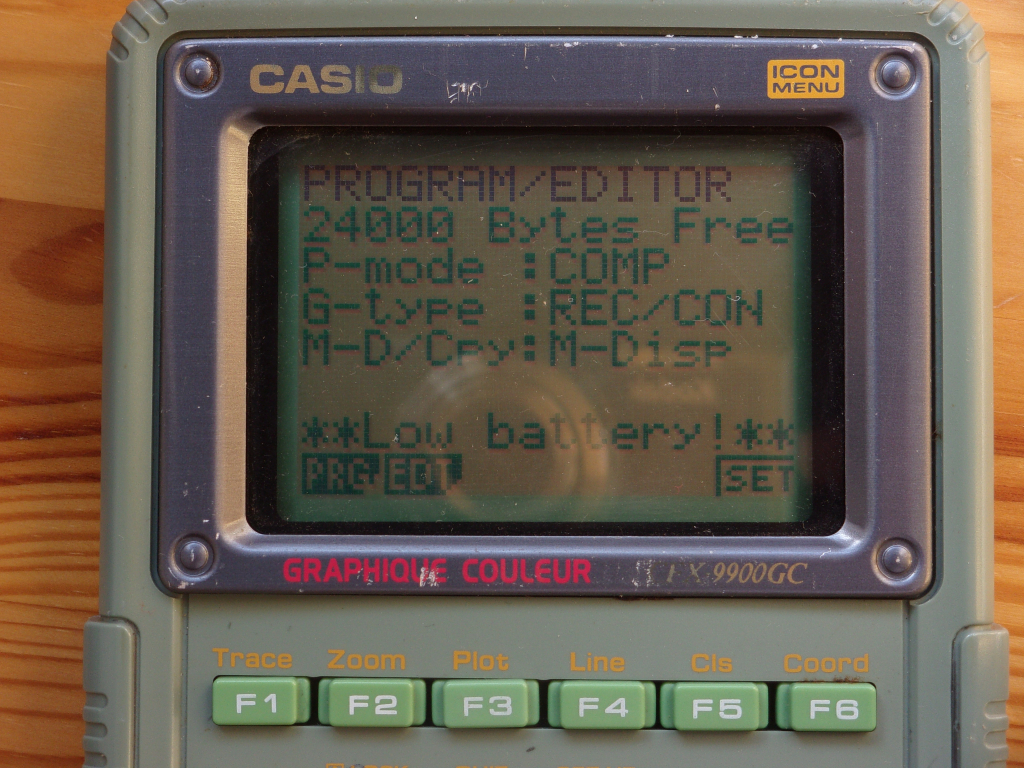 CASIO
ICON
MENU
PROGRAM/EDITOR
24000 Bytes Free
P-mode :COMP
G-type :REC/CON
M-D/Cpy:M-Disp
**Low battery!**
PRG EDT SET
GRAPHIQUE COULEUR FX 9900GC
Trace Zoom Plot Line Cls Coord
F1 F2 F3 F4 F5 F6